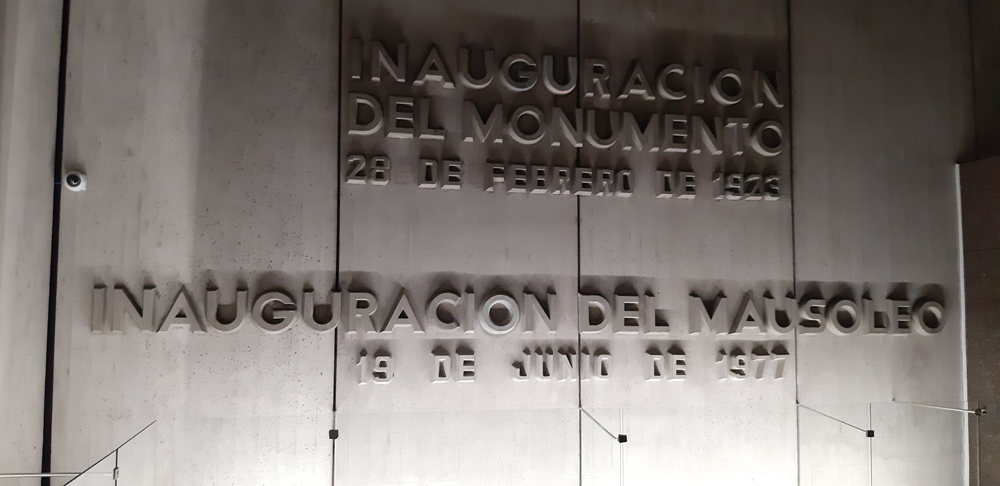 INAUGURACION
DEL MONUMENTO
28 DE FEBRERO DE 1923
INAUGURACION DEL MAUSOLEO
19 DE JUNIO DE 1977